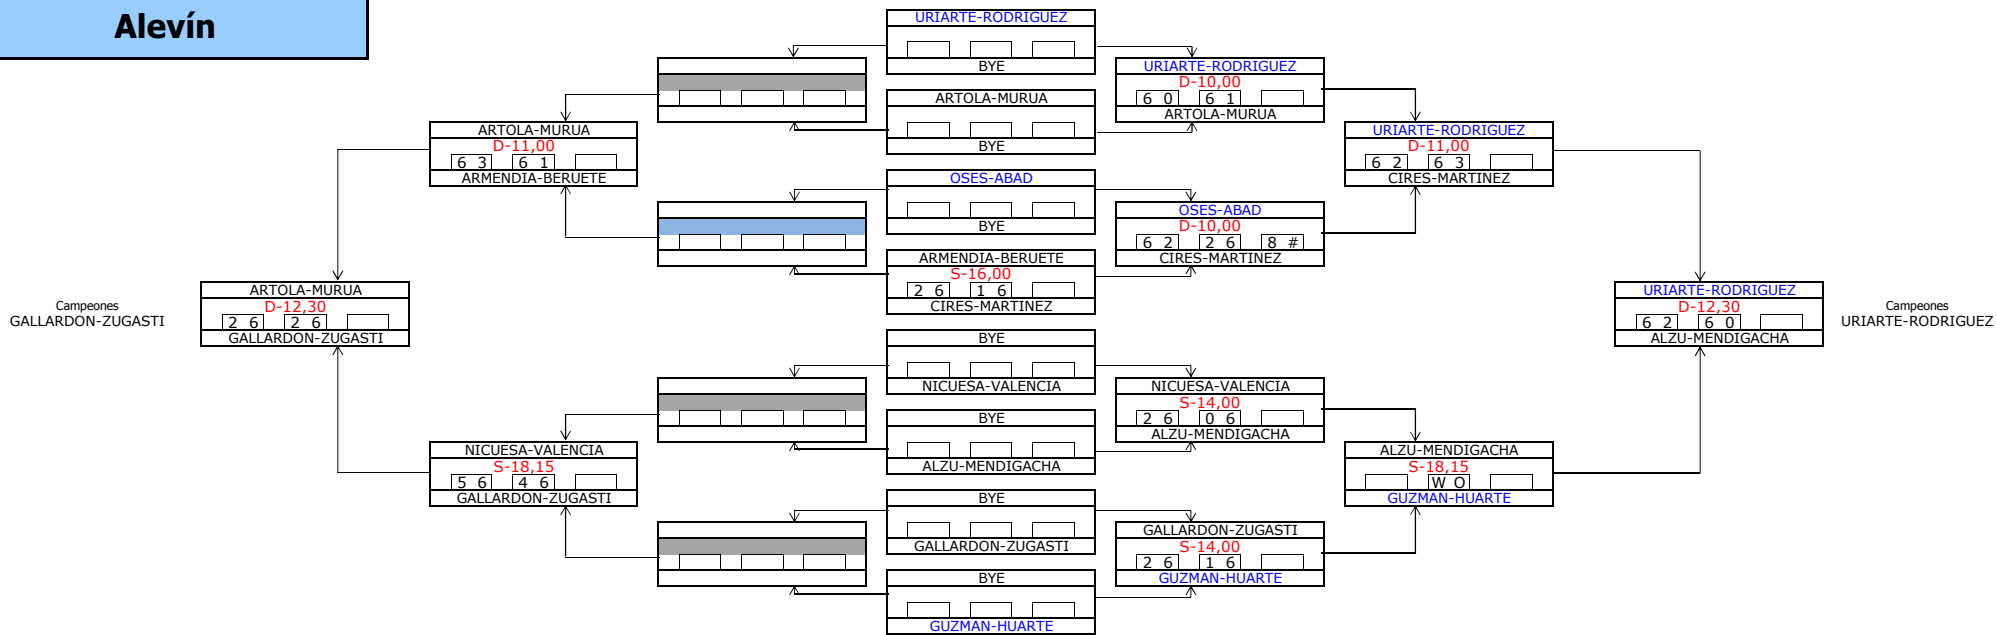 Alevín
URIARTE-RODRIGUEZ
BYE
URIARTE-RODRIGUEZ
D-10,00
6 0 6 1
ARTOLA-MURUA
ARTOLA-MURUA
BYE
ARTOLA-MURUA
D-11,00
6 3 6 1
ARMENDIA-BERUETE
URIARTE-RODRIGUEZ
D-11,00
6 2 6 3
CIRES-MARTINEZ
OSES-ABAD
BYE
OSES-ABAD
D-10,00
6 2 2 6 8 #
CIRES-MARTINEZ
ARMENDIA-BERUETE
S-16,00
2 6 1 6
CIRES-MARTINEZ
Campeones
GALLARDON-ZUGASTI
ARTOLA-MURUA
D-12,30
2 6 2 6
GALLARDON-ZUGASTI
URIARTE-RODRIGUEZ
D-12,30
6 2 6 0
ALZU-MENDIGACHA
Campeones
URIARTE-RODRIGUEZ
BYE
NICUESA-VALENCIA
NICUESA-VALENCIA
S-14,00
2 6 0 6
ALZU-MENDIGACHA
BYE
ALZU-MENDIGACHA
NICUESA-VALENCIA
S-18,15
5 6 4 6
GALLARDON-ZUGASTI
ALZU-MENDIGACHA
S-18,15
W O
GUZMAN-HUARTE
BYE
GALLARDON-ZUGASTI
GALLARDON-ZUGASTI
S-14,00
2 6 1 6
GUZMAN-HUARTE
BYE
GUZMAN-HUARTE